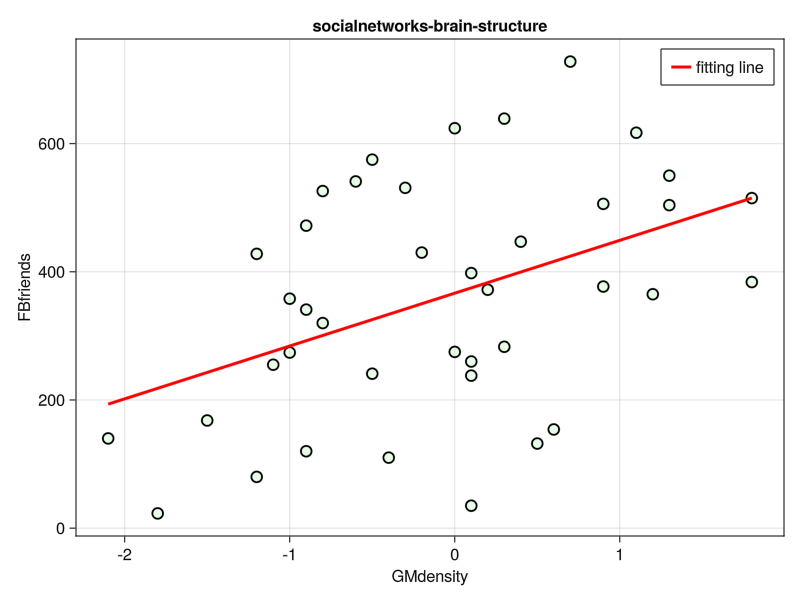 socialnetworks-brain-structure
fitting line
600
400
200
0
FBfriends
-2
-1
0
1
GMdensity